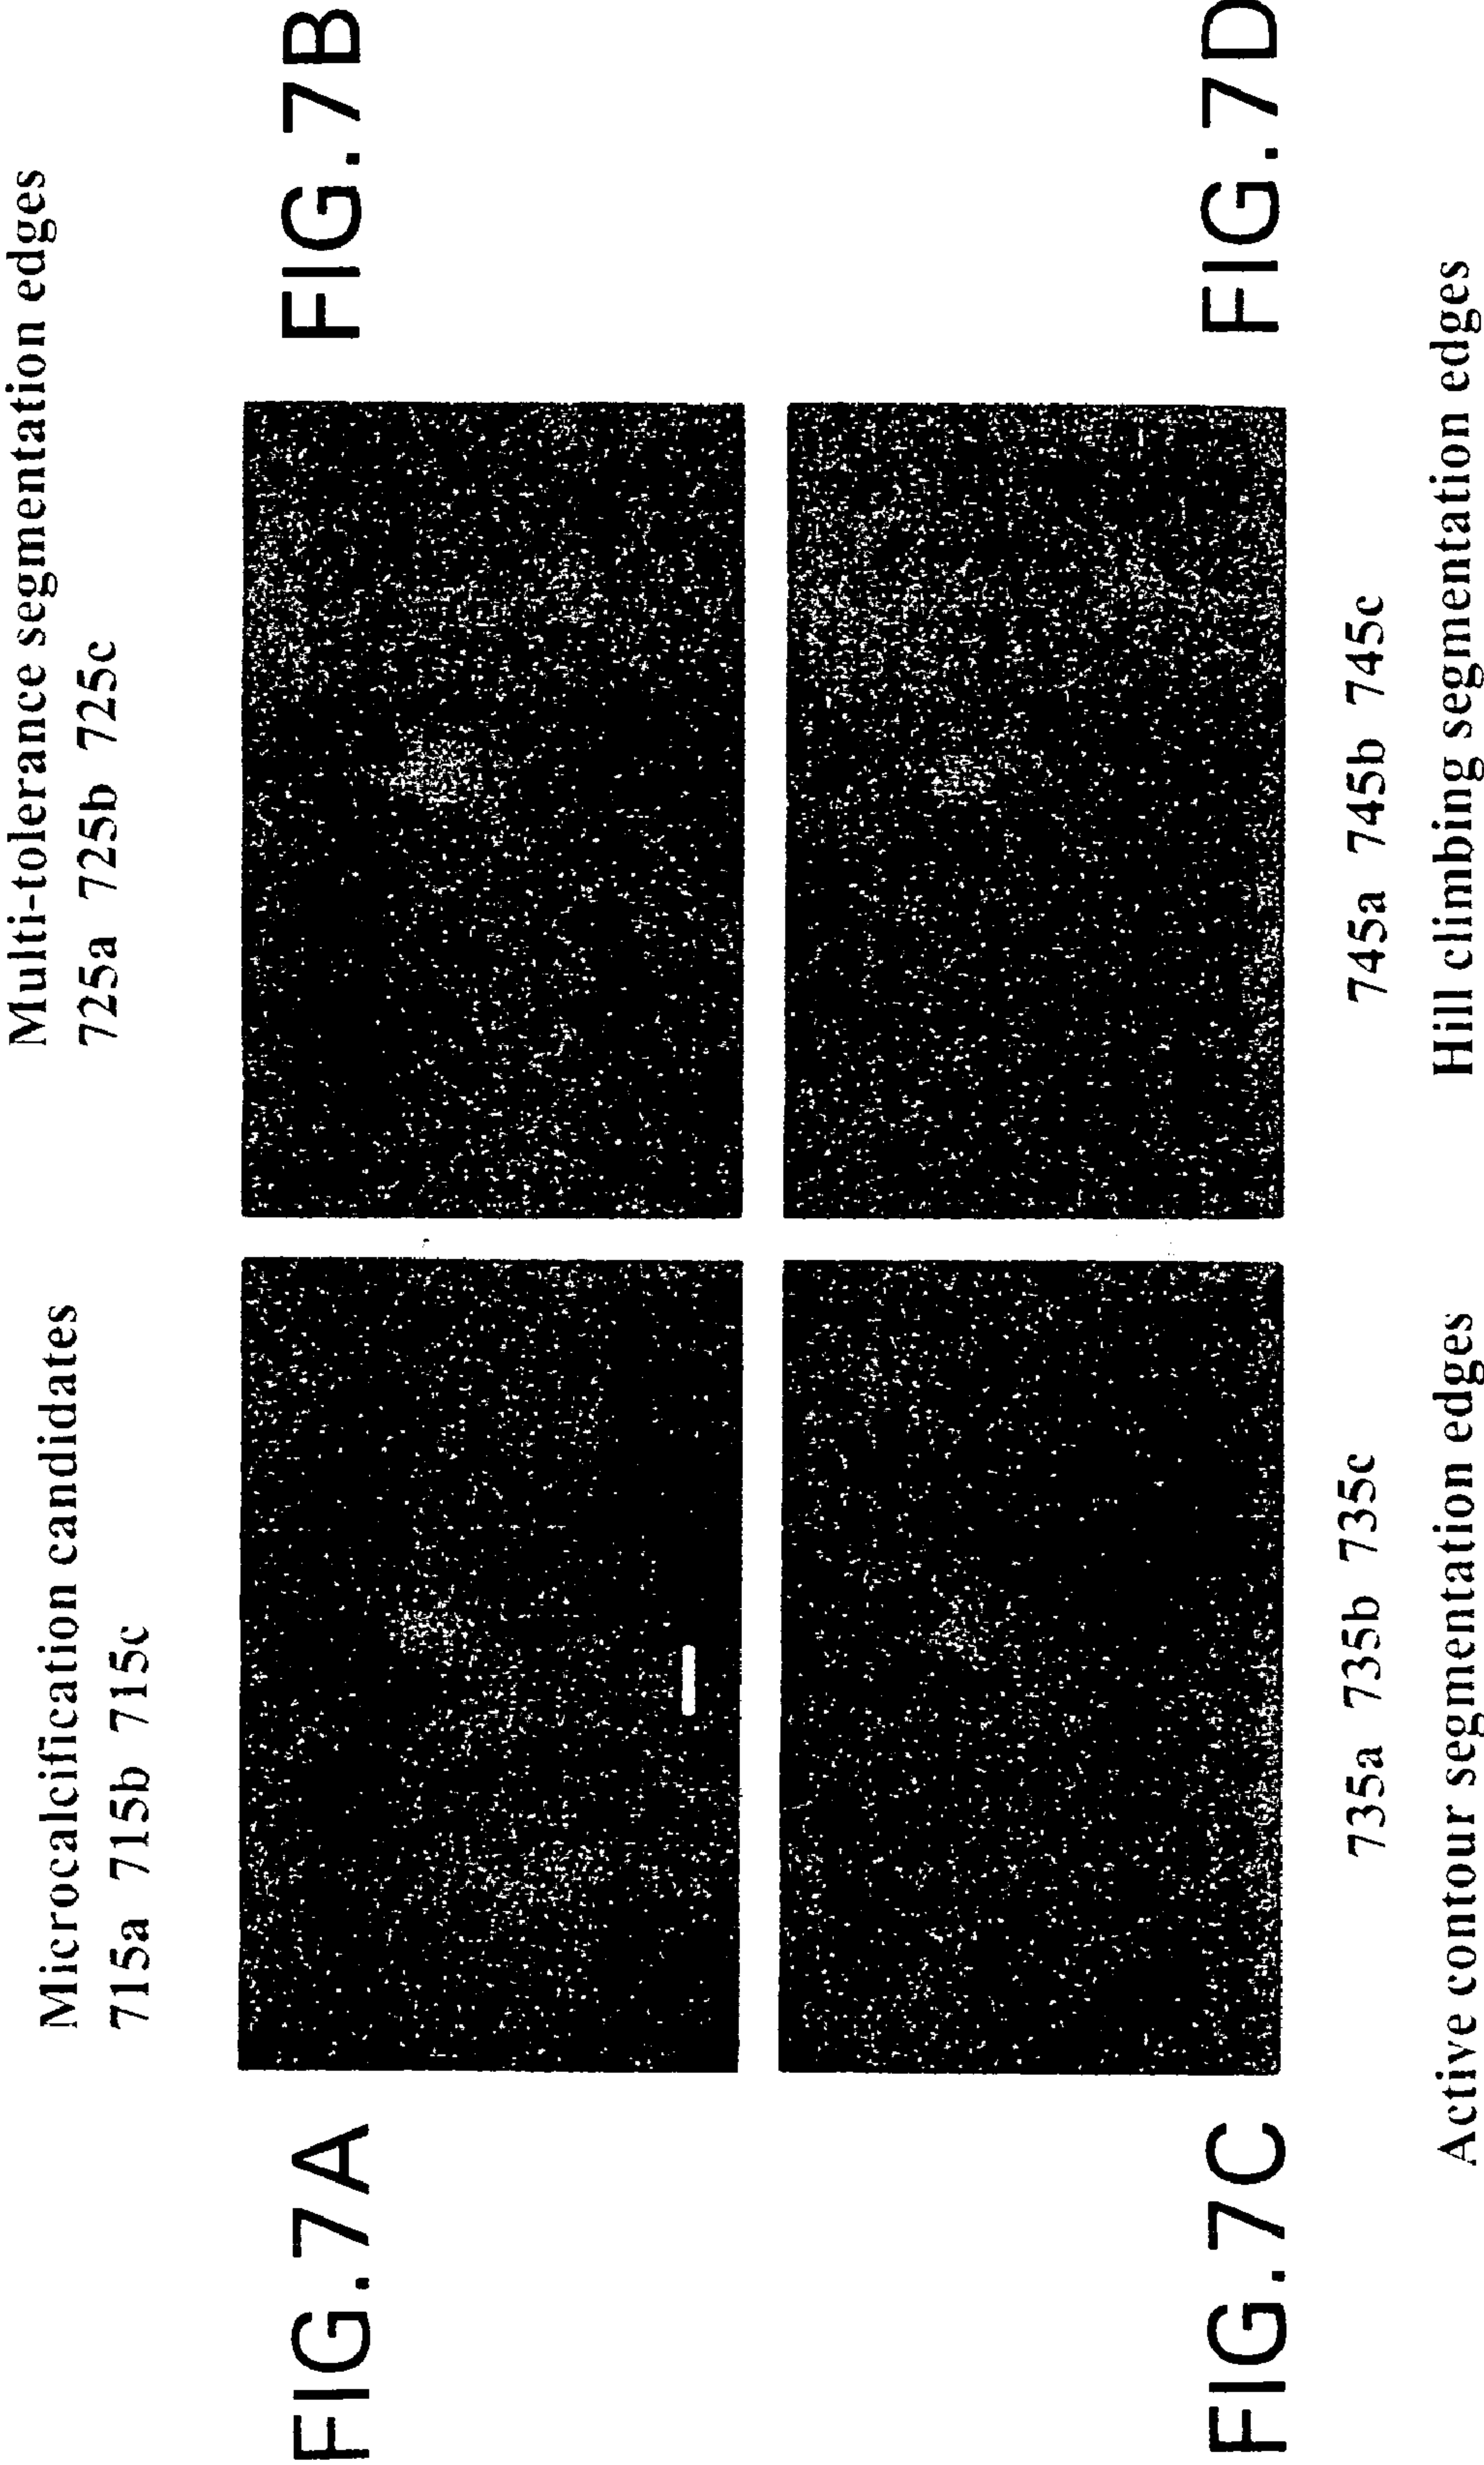 Microcalcification candidates
715a 715b 715c
FIG.7A
Multi-tolerance segmentation edges
725a 725b 725c
FIG.7B
FIG.7C
735a 735b 735c
Active contour segmentation edges
FIG.7D
745a 745b 745c
Hill climbing segmentation edges